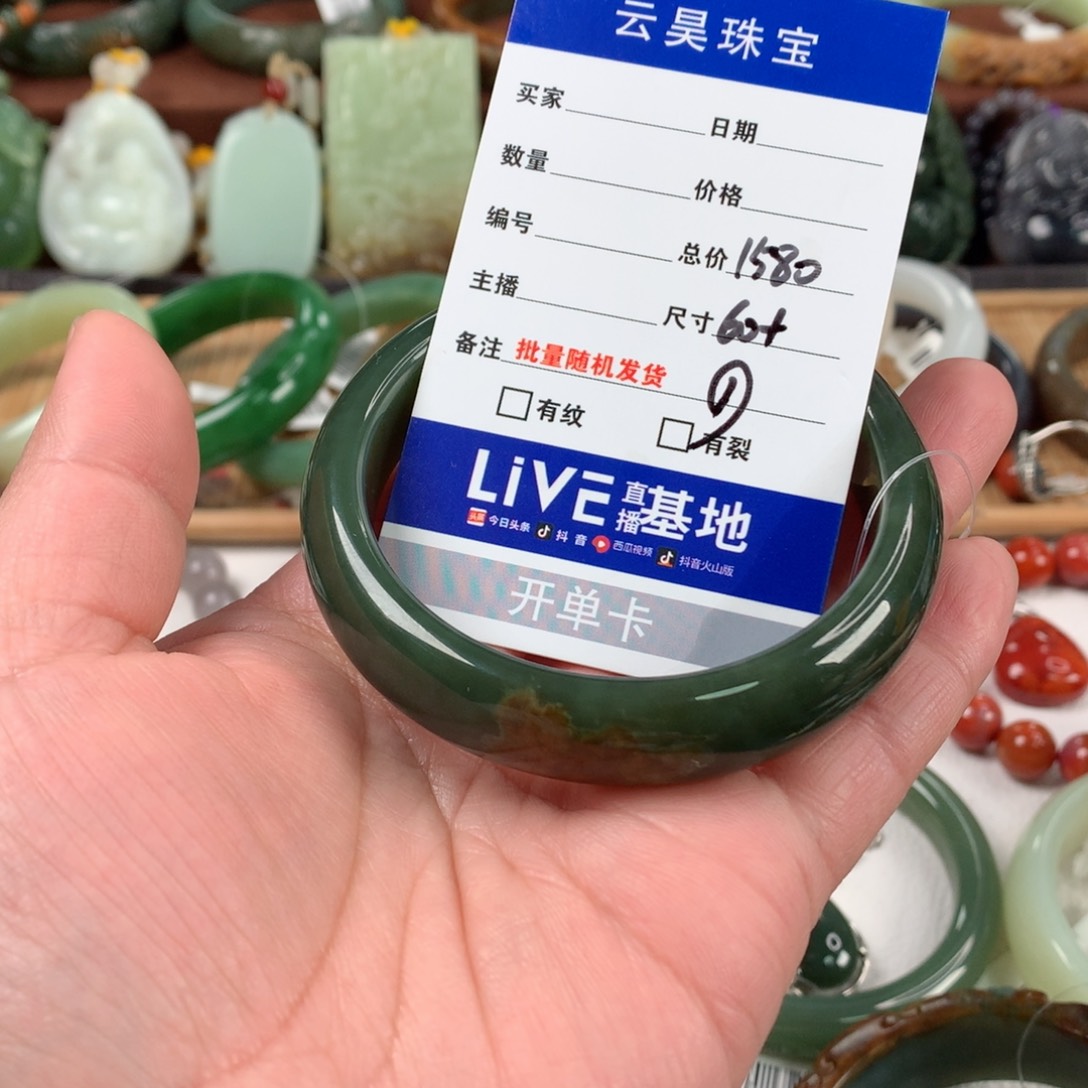 云昊珠宝
买家 日期
数量 价格
编号 总价 1580
主播 尺寸 60+
备注 批量随机发货
有纹 有裂
LiVE 直播基地
头条 今日头条 抖音 西瓜视频 抖音火山版
开单卡